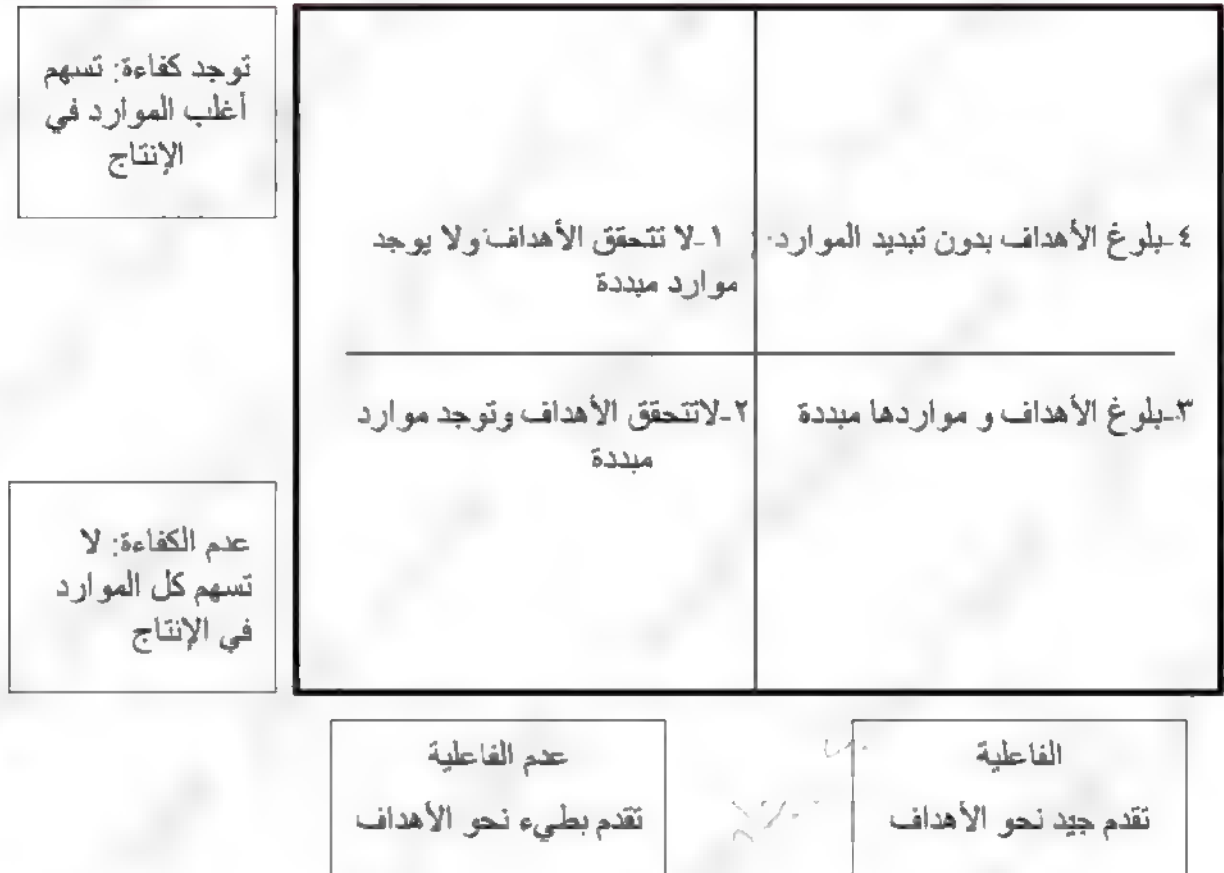 توجد كفاءة: تسهم
أغلب الموارد في
الإنتاج
٤-بلوغ الأهداف بدون تبديد الموارد.
١-لا تتحقق الأهداف ولا يوجد
موارد مبددة
٣-بلوغ الأهداف و مواردها مبددة
٢-لاتتحقق الأهداف وتوجد موارد
مبددة
عدم الكفاءة: لا
تسهم كل الموارد
في الإنتاج
الفاعلية
تقدم جيد نحو الأهداف
عدم الفاعلية
تقدم بطيء نحو الأهداف